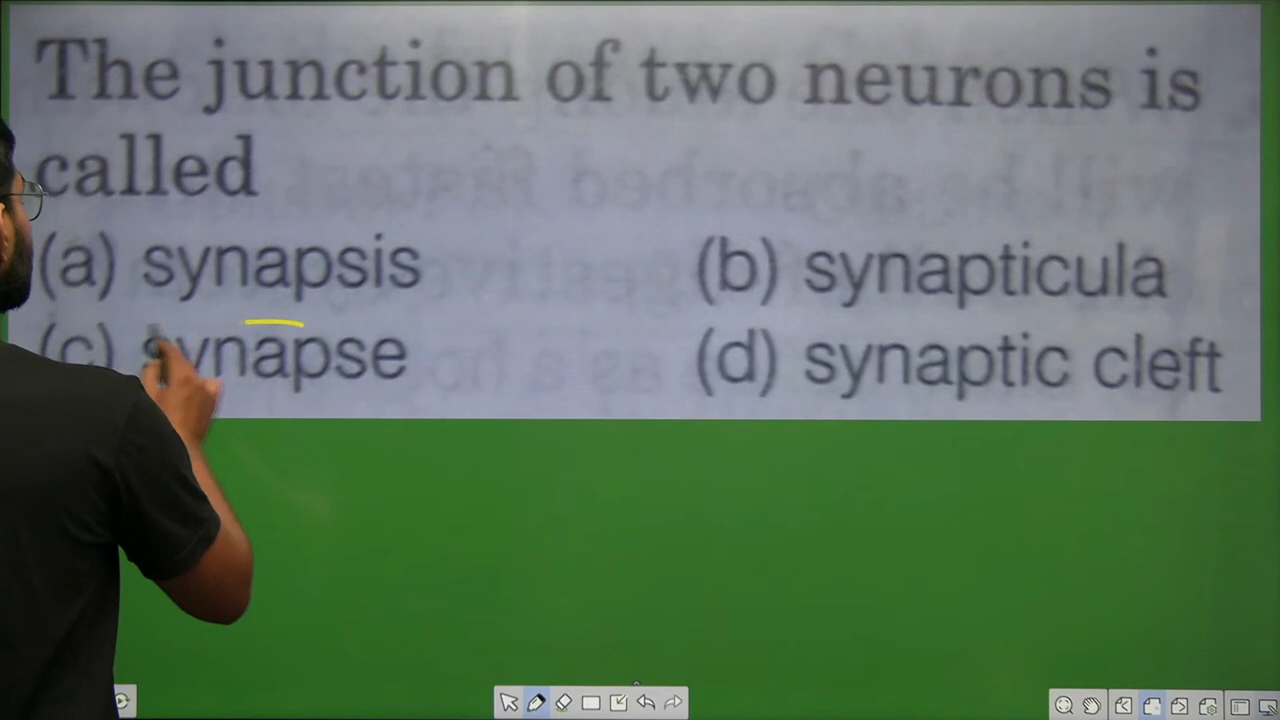 The junction of two neurons is
called
(a) synapsis (b) synapticula
(c) synapse (d) synaptic cleft